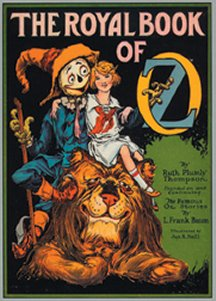 THE ROYAL BOOK
OF OZ
By
Ruth Plumly
Thompson.
Founded on and
Continuing
The Famous
Oz Stories
By
L. Frank Baum
Illustrated by
Jno R. Neill